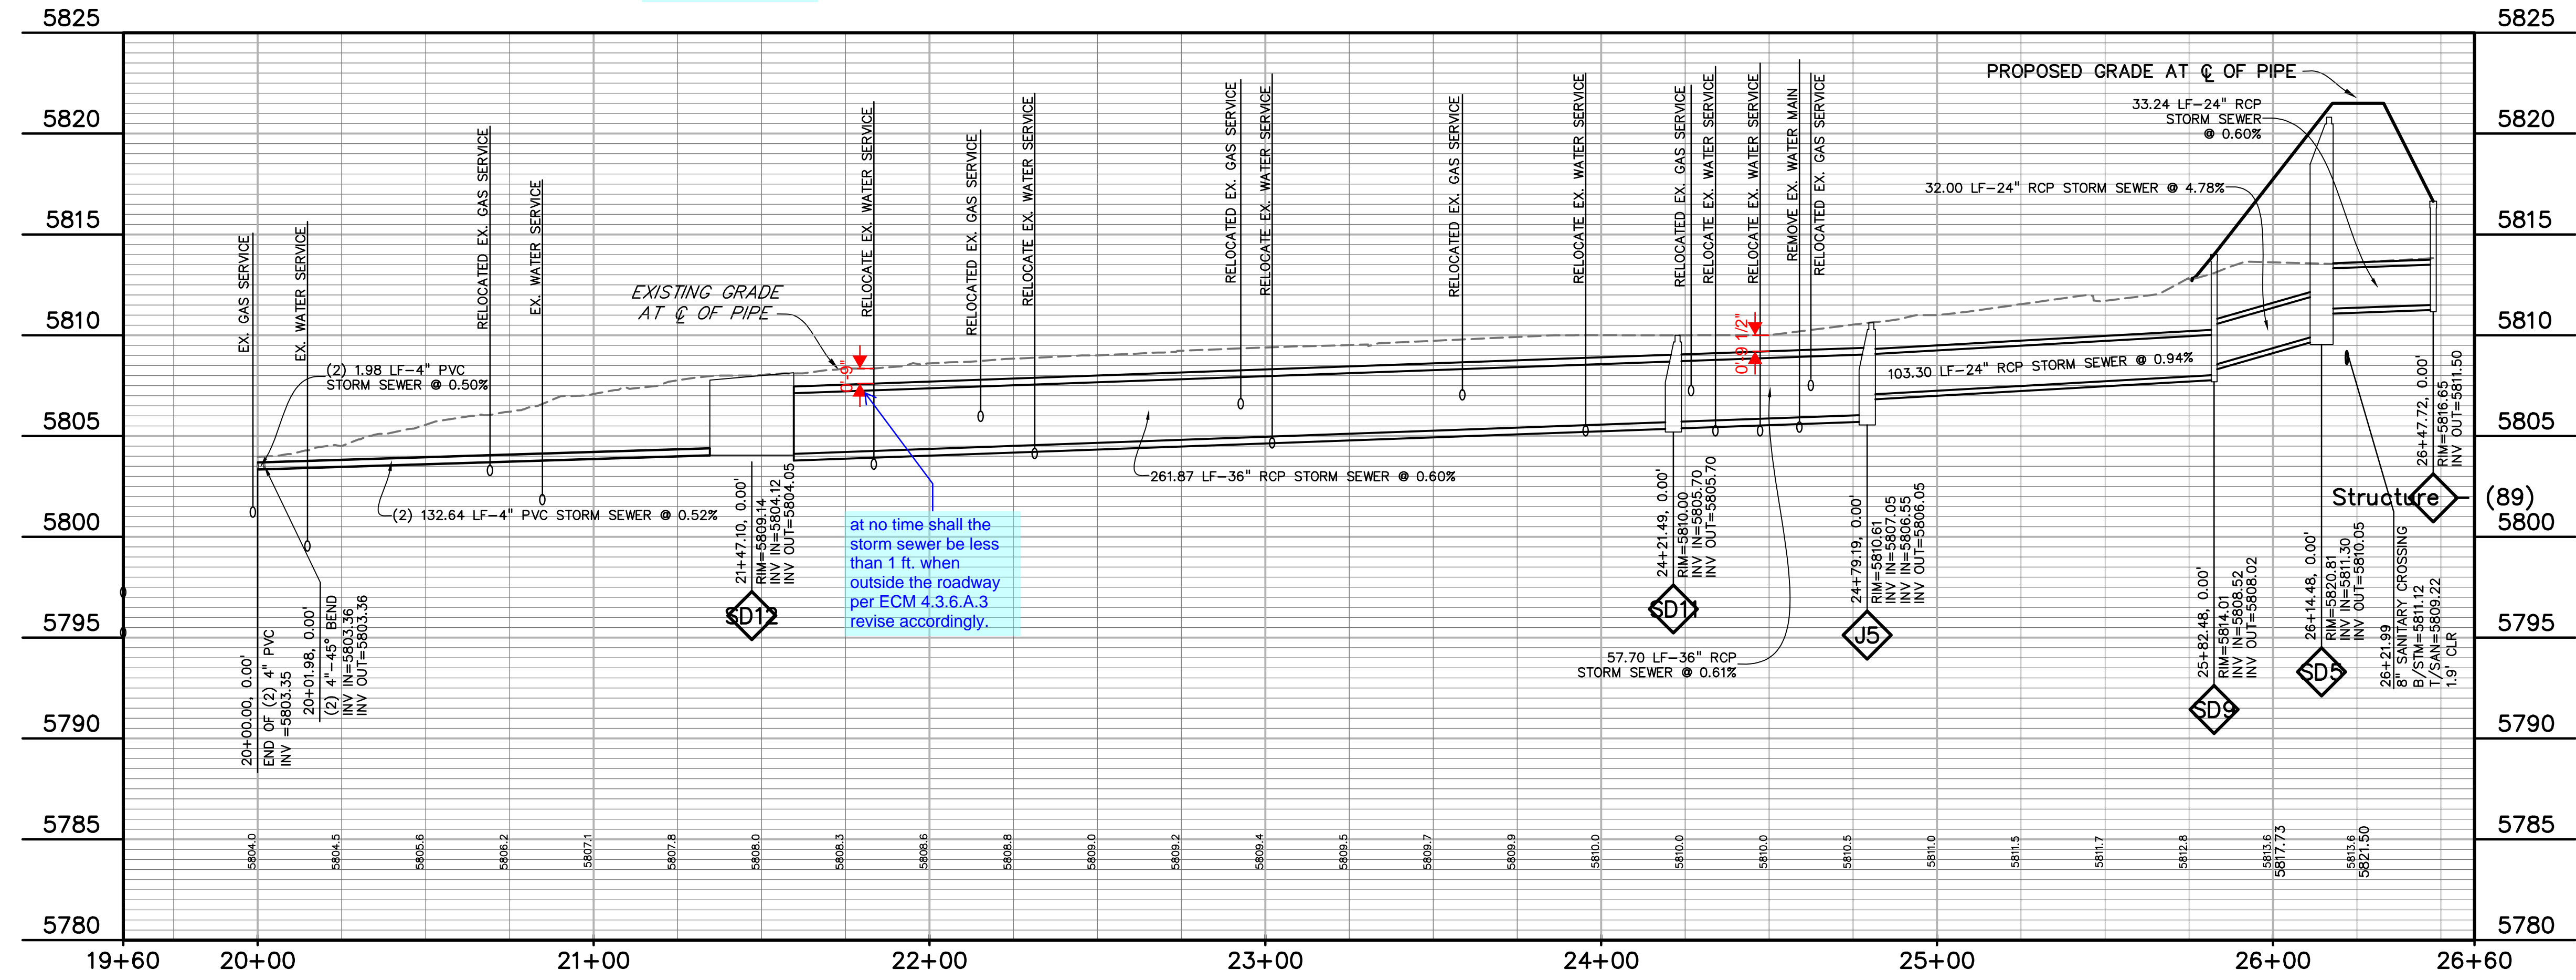 5825
5825
5820
5820
5815
5815
5810
5810
5805
5805
5800
5800
5795
5795
5790
5790
5785
5785
5780
5780
PROPOSED GRADE AT ℄ OF PIPE
33.24 LF-24" RCP
STORM SEWER
@ 0.60%
32.00 LF-24" RCP STORM SEWER @ 4.78%
103.30 LF-24" RCP STORM SEWER @ 0.94%
EX. GAS SERVICE
EX. WATER SERVICE
RELOCATED EX. GAS SERVICE
EX. WATER SERVICE
RELOCATE EX. WATER SERVICE
RELOCATED EX. GAS SERVICE
RELOCATE EX. WATER SERVICE
RELOCATED EX. GAS SERVICE
RELOCATE EX. WATER SERVICE
RELOCATED EX. GAS SERVICE
RELOCATE EX. WATER SERVICE
RELOCATED EX. GAS SERVICE
RELOCATE EX. WATER SERVICE
RELOCATE EX. WATER SERVICE
REMOVE EX. WATER MAIN
RELOCATED EX. GAS SERVICE
EXISTING GRADE
AT ℄ OF PIPE
0'-9"
0'-9 1/2"
(2) 1.98 LF-4" PVC
STORM SEWER @ 0.50%
(2) 132.64 LF-4" PVC STORM SEWER @ 0.52%
261.87 LF-36" RCP STORM SEWER @ 0.60%
57.70 LF-36" RCP
STORM SEWER @ 0.61%
at no time shall the
storm sewer be less
than 1 ft. when
outside the roadway
per ECM 4.3.6.A.3
revise accordingly.
20+00.00, 0.00'
END OF (2) 4" PVC
INV =5803.35
20+01.98, 0.00'
(2) 4"-45° BEND
INV IN=5803.36
INV OUT=5803.36
21+47.10, 0.00'
RIM=5809.14
INV IN=5804.12
INV OUT=5804.05
SD12
24+21.49, 0.00'
RIM=5810.00
INV IN=5805.70
INV OUT=5805.70
SD11
24+79.19, 0.00'
RIM=5810.61
INV IN=5807.05
INV IN=5806.55
INV OUT=5806.05
J5
25+82.48, 0.00'
RIM=5814.01
INV IN=5808.52
INV OUT=5808.02
SD9
26+14.48, 0.00'
RIM=5820.81
INV IN=5811.30
INV OUT=5810.05
SD5
26+21.99
8" SANITARY CROSSING
B/STM=5811.12
T/SAN=5809.22
1.9' CLR
26+47.72, 0.00'
RIM=5816.65
INV OUT=5811.50
Structure - (89)
5804.0
5804.5
5805.6
5806.2
5807.1
5807.8
5808.0
5808.3
5808.6
5808.8
5809.0
5809.2
5809.4
5809.5
5809.7
5809.9
5810.0
5810.0
5810.0
5810.5
5811.0
5811.5
5811.7
5812.8
5813.6
5817.73
5813.6
5821.50
19+60
20+00
21+00
22+00
23+00
24+00
25+00
26+00
26+60